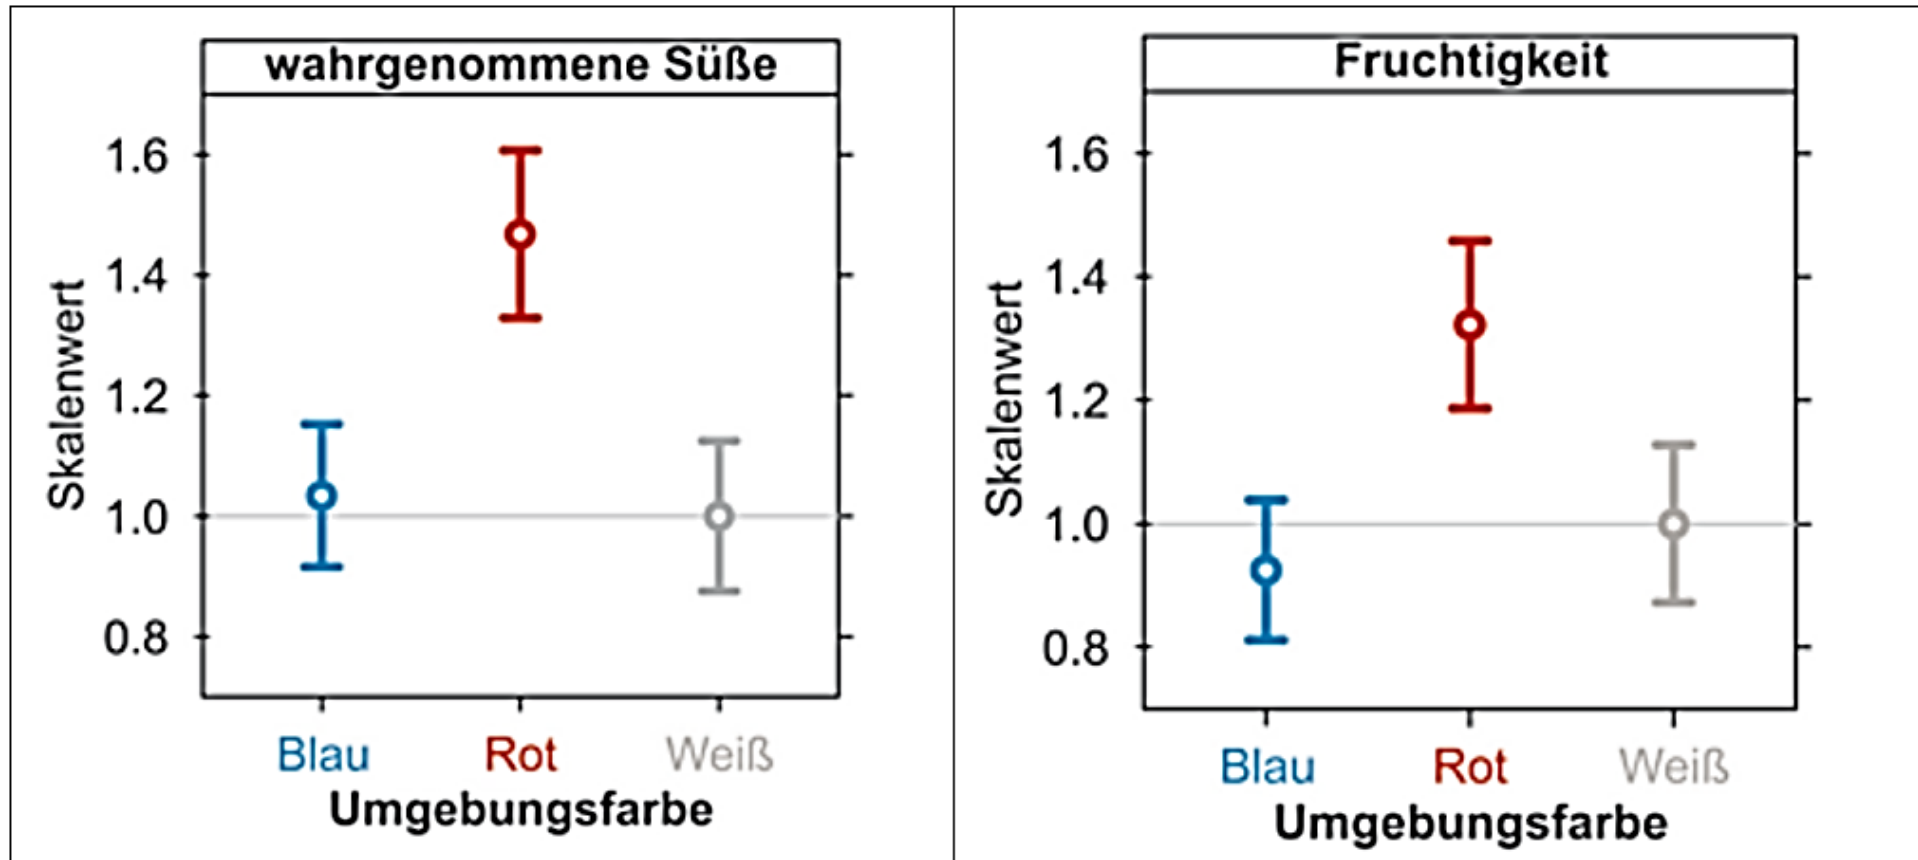 wahrgenommene Süße
Skalenwert
1.6
1.4
1.2
1.0
0.8
Blau Rot Weiß
Umgebungsfarbe
Fruchtigkeit
Skalenwert
1.6
1.4
1.2
1.0
0.8
Blau Rot Weiß
Umgebungsfarbe